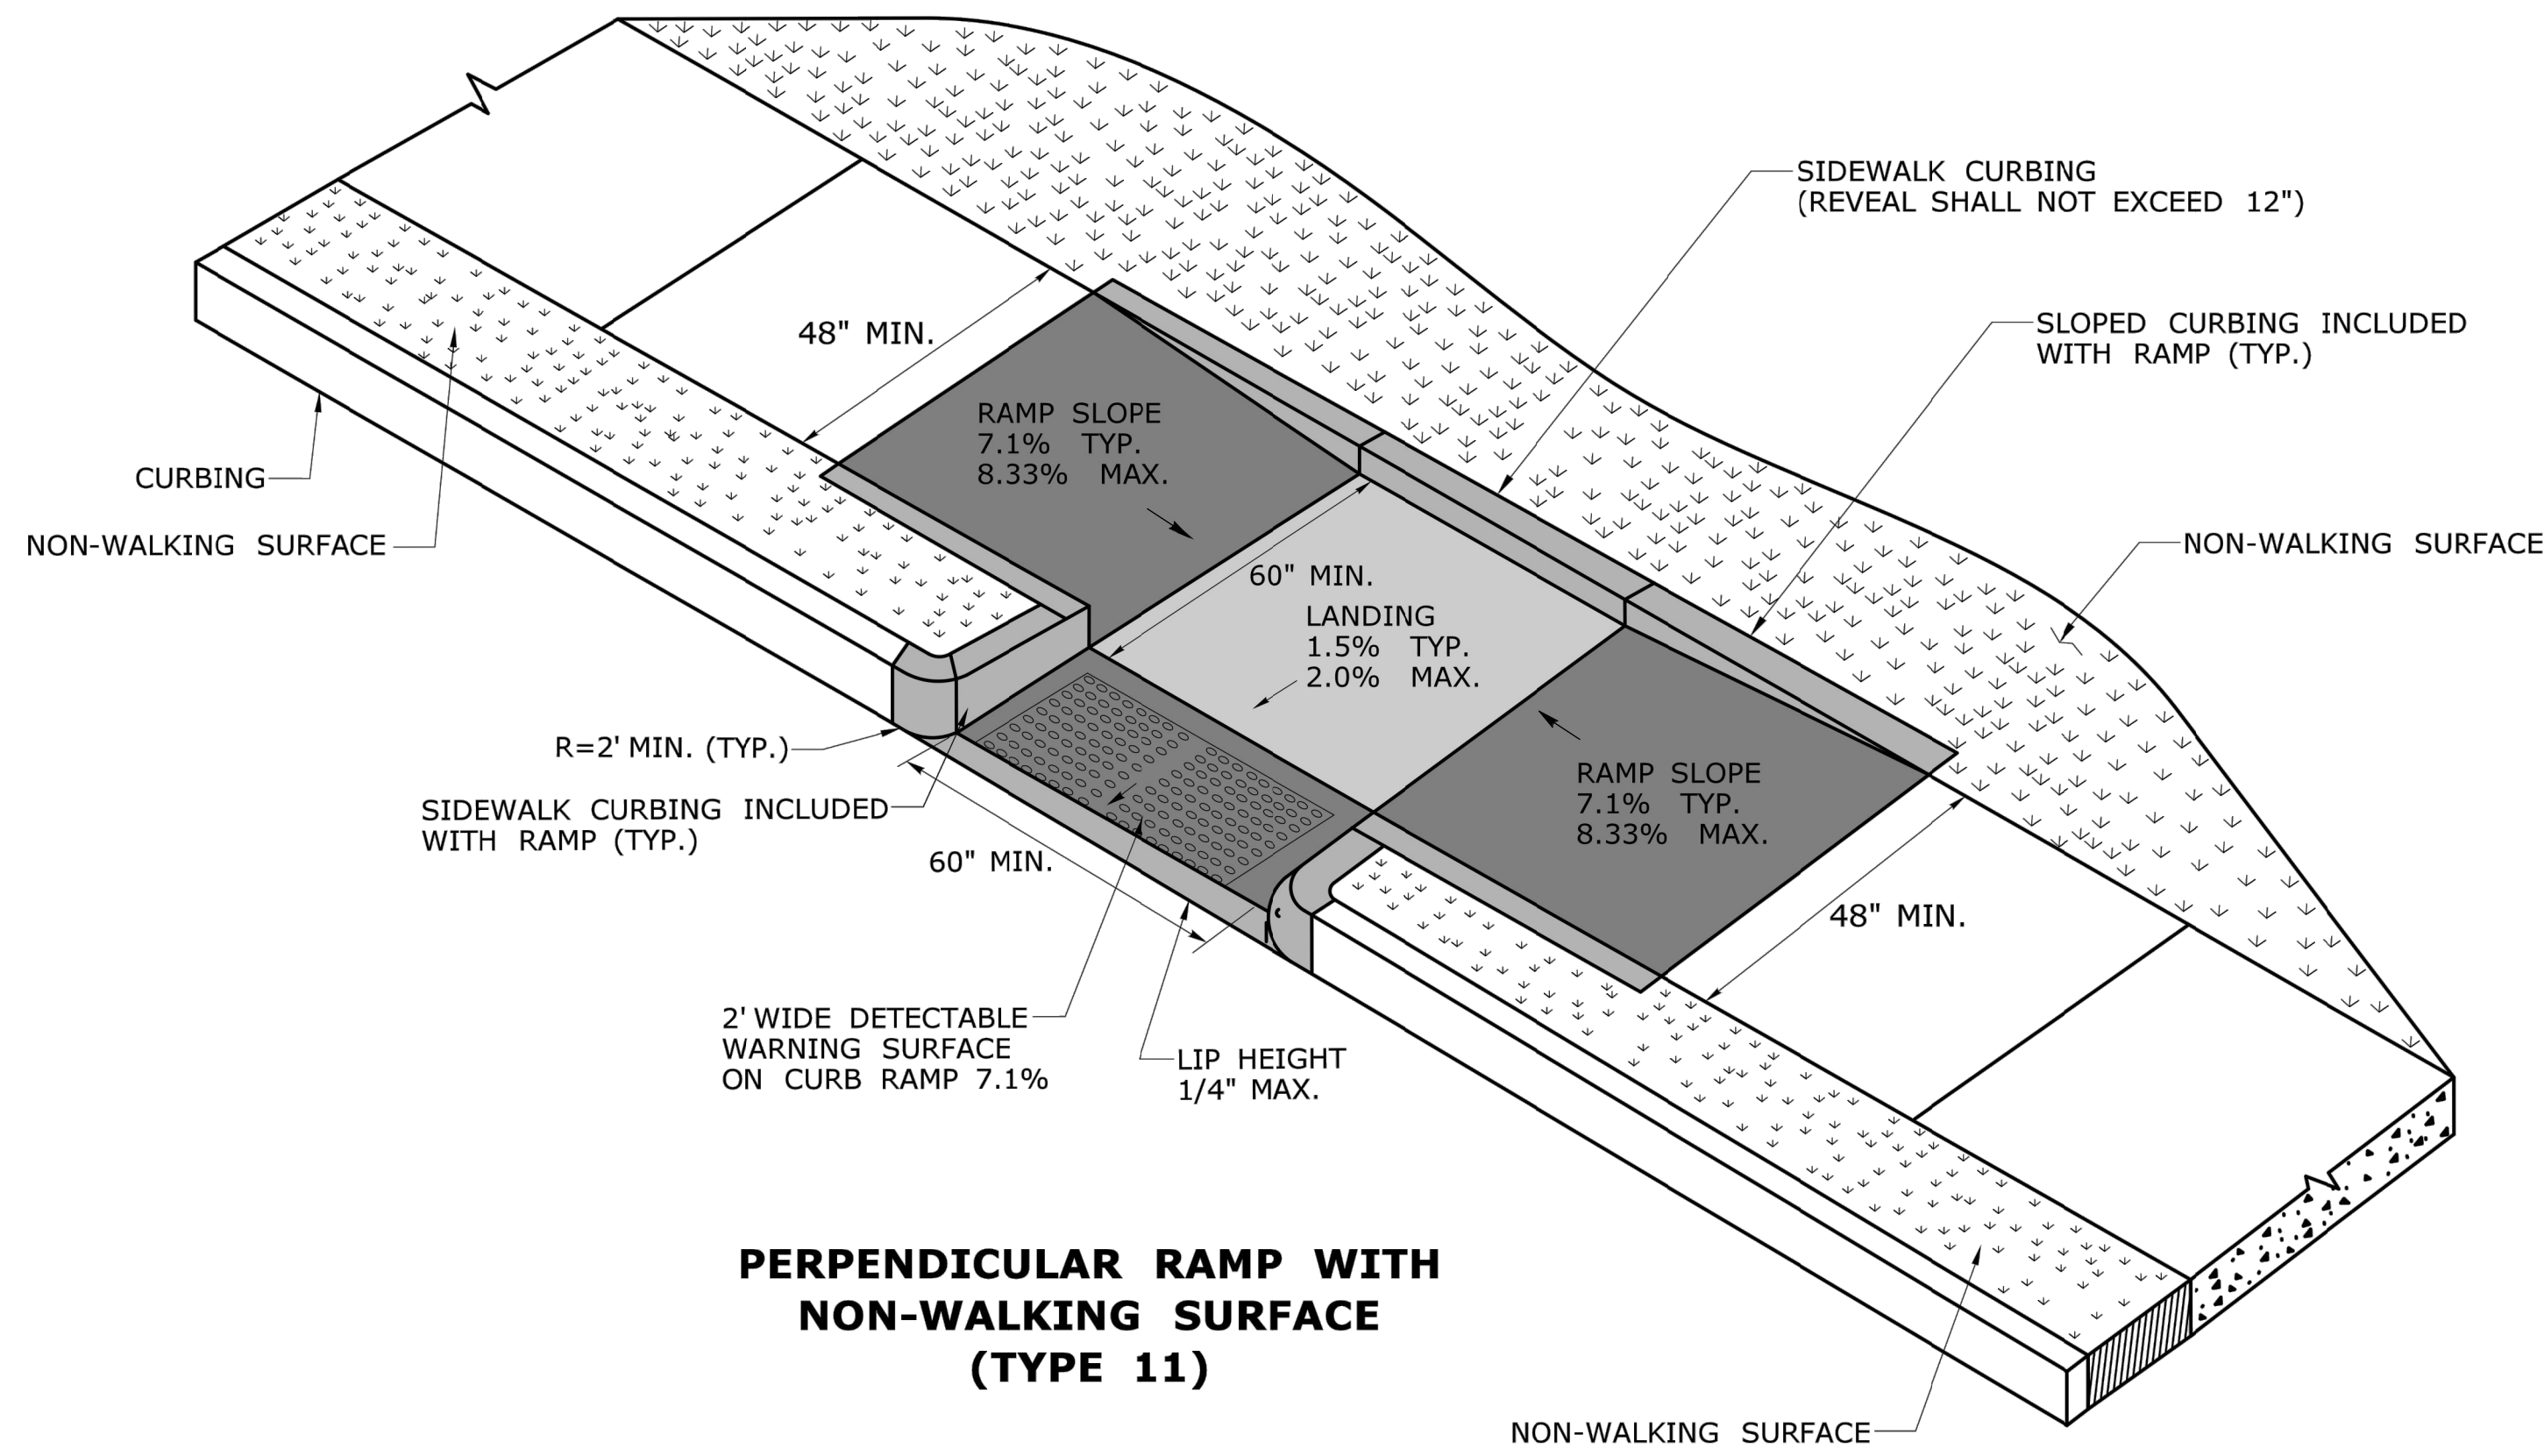 SIDEWALK CURBING
(REVEAL SHALL NOT EXCEED 12")
SLOPED CURBING INCLUDED
WITH RAMP (TYP.)
48" MIN.
RAMP SLOPE
7.1% TYP.
8.33% MAX.
CURBING
NON-WALKING SURFACE
NON-WALKING SURFACE
60" MIN.
LANDING
1.5% TYP.
2.0% MAX.
R=2' MIN. (TYP.)
SIDEWALK CURBING INCLUDED
WITH RAMP (TYP.)
RAMP SLOPE
7.1% TYP.
8.33% MAX.
60" MIN.
48" MIN.
2' WIDE DETECTABLE
WARNING SURFACE
ON CURB RAMP 7.1%
LIP HEIGHT
1/4" MAX.
PERPENDICULAR RAMP WITH
NON-WALKING SURFACE
(TYPE 11)
NON-WALKING SURFACE